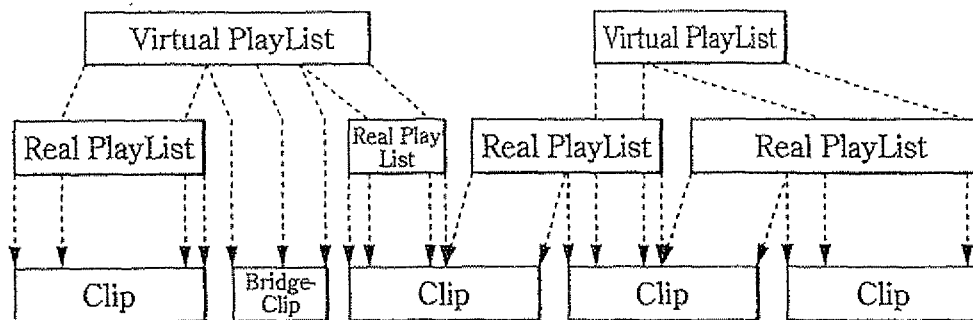 Virtual PlayList
Virtual PlayList
Real PlayList
Real Play
List
Real PlayList
Real PlayList
Clip
Bridge-
Clip
Clip
Clip
Clip